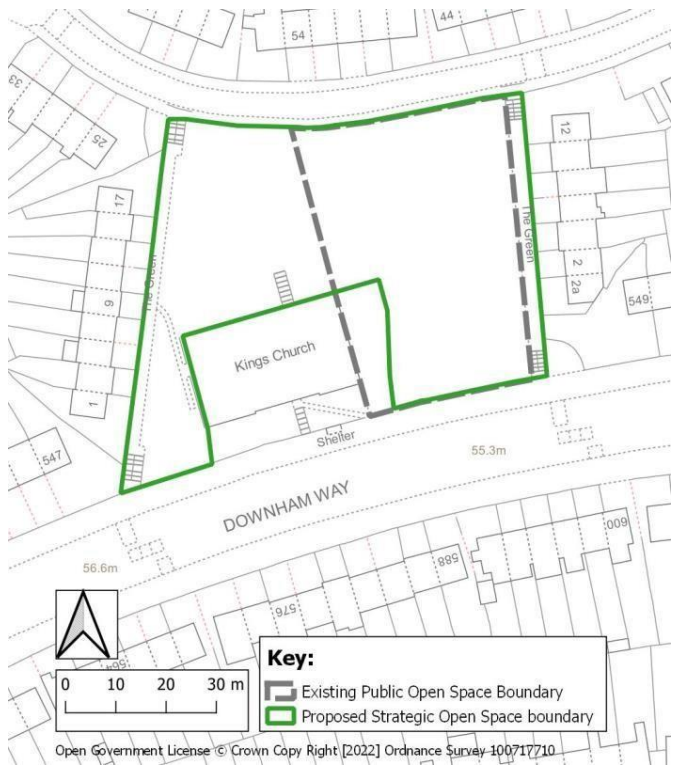 54
44
33
25
12
17
The Green
The Green
9
2
2a
549
Kings Church
1
Shelter
547
55.3m
DOWNHAM WAY
600
588
56.6m
576
564
Key:
0 10 20 30 m
Existing Public Open Space Boundary
Proposed Strategic Open Space boundary
Open Government License © Crown Copy Right [2022] Ordnance Survey 100717710